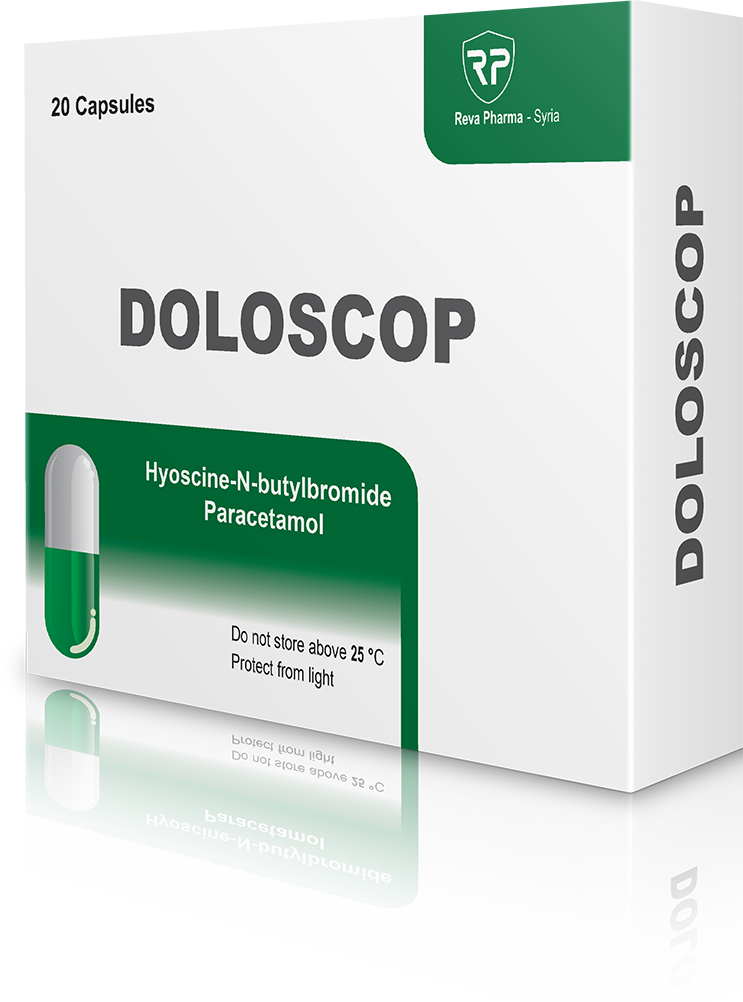 20 Capsules
RP
Reva Pharma - Syria
DOLOSCOP
Hyoscine-N-butylbromide
Paracetamol
Do not store above 25 °C
Protect from light
DOLOSCOP